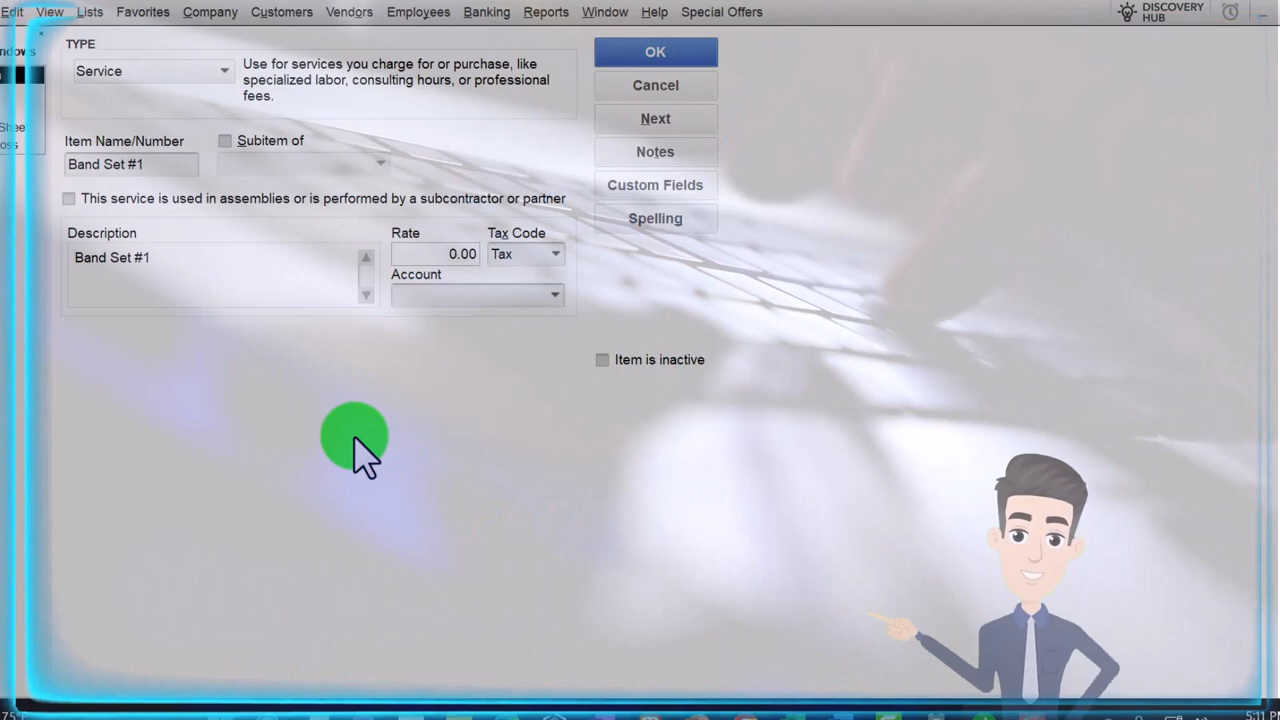 Edit View Lists Favorites Company Customers Vendors Employees Banking Reports Window Help Special Offers DISCOVERY HUB
TYPE
Service
Use for services you charge for or purchase, like
specialized labor, consulting hours, or professional
fees.
OK
Cancel
Next
Notes
Custom Fields
Spelling
Item Name/Number
Subitem of
Band Set #1
This service is used in assemblies or is performed by a subcontractor or partner
Description
Rate
Tax Code
Band Set #1
0.00
Tax
Account
Item is inactive
75°F